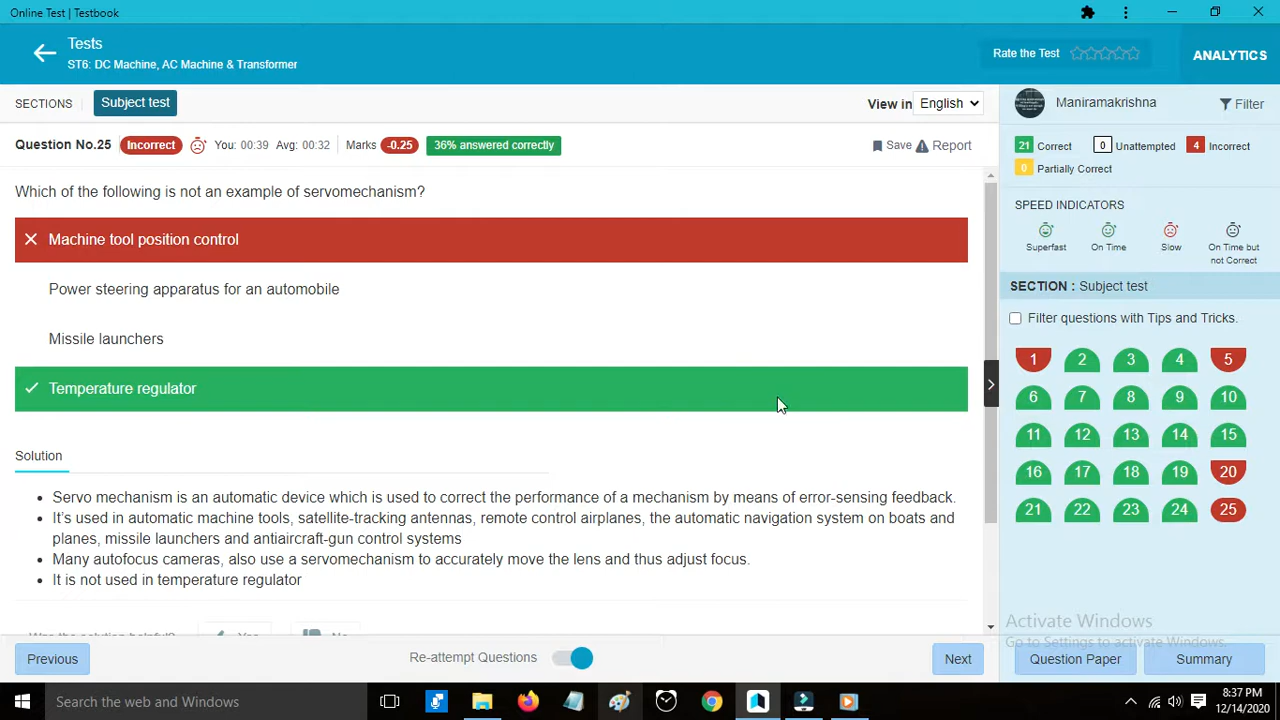 Online Test | Testbook
Tests
ST6: DC Machine, AC Machine & Transformer
Rate the Test
ANALYTICS
SECTIONS
Subject test
View in
English
Maniramakrishna
Filter
Question No.25
Incorrect
You: 00:39
Avg: 00:32
Marks
-0.25
36% answered correctly
Save
Report
21 Correct
0 Unattempted
4 Incorrect
0 Partially Correct
Which of the following is not an example of servomechanism?
Machine tool position control
Power steering apparatus for an automobile
Missile launchers
Temperature regulator
SPEED INDICATORS
Superfast
On Time
Slow
On Time but
not Correct
SECTION : Subject test
Filter questions with Tips and Tricks.
1 2 3 4 5
6 7 8 9 10
11 12 13 14 15
16 17 18 19 20
21 22 23 24 25
Solution
Servo mechanism is an automatic device which is used to correct the performance of a mechanism by means of error-sensing feedback.
It's used in automatic machine tools, satellite-tracking antennas, remote control airplanes, the automatic navigation system on boats and
planes, missile launchers and antiaircraft-gun control systems
Many autofocus cameras, also use a servomechanism to accurately move the lens and thus adjust focus.
It is not used in temperature regulator
Was the solution helpful?
Yes
No
Activate Windows
Go to Settings to activate Windows.
Previous
Re-attempt Questions
Next
Question Paper
Summary
Search the web and Windows
8:37 PM
12/14/2020